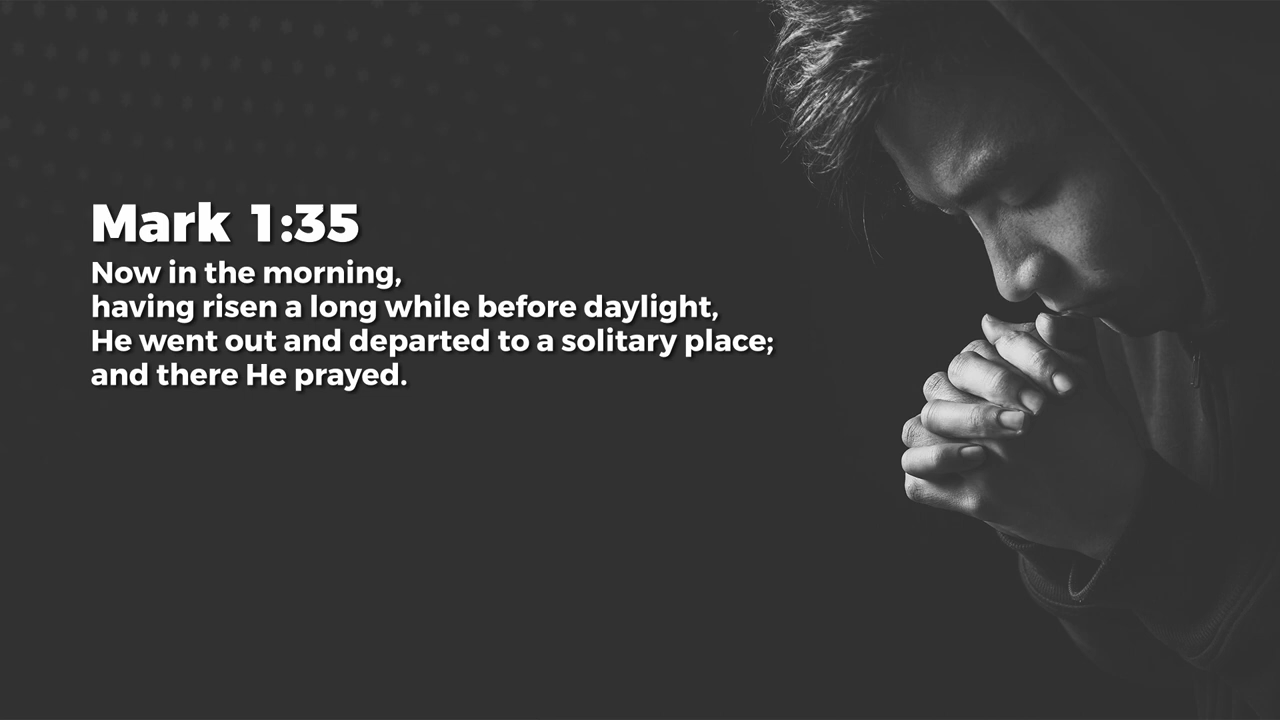 Mark 1:35
Now in the morning,
having risen a long while before daylight,
He went out and departed to a solitary place;
and there He prayed.